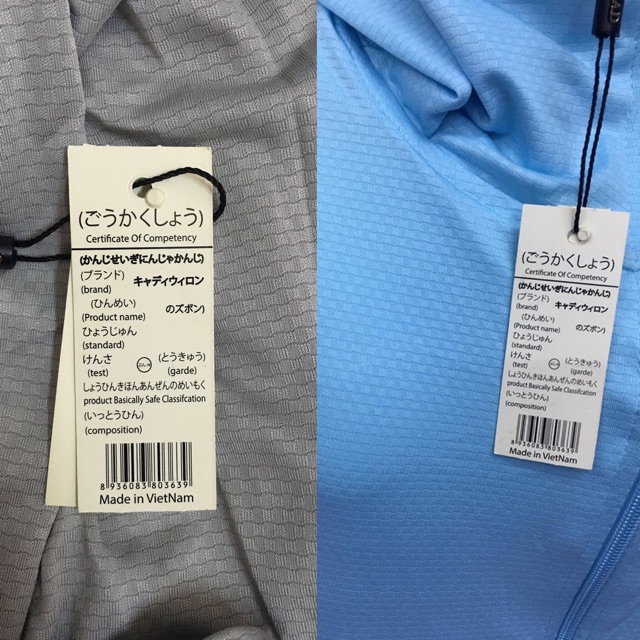 (ごうかくしょう)
Certificate Of Competency
(かんじせいぎにんじゃかんじ)
(ブランド) キャディウィロン
(brand)
(ひんめい) のズボン)
(Product name)
ひょうじゅん
(standard)
けんさ (とうきゅう)
(test) (garde)
しょうひんきほんあんぜんのめいもく
product Basically Safe Classifcation
(いっとうひん)
(composition)
8 936083 803639
Made in VietNam
(ごうかくしょう)
Certificate Of Competency
(かんじせいぎにんじゃかんじ)
(ブランド) キャディウィロン
(brand)
(ひんめい) のズボン)
(Product name)
ひょうじゅん
(standard)
けんさ (とうきゅう)
(test) (garde)
しょうひんきほんあんぜんのめいもく
product Basically Safe Classifcation
(いっとうひん)
(composition)
8 936083 803639
Made in VietNam